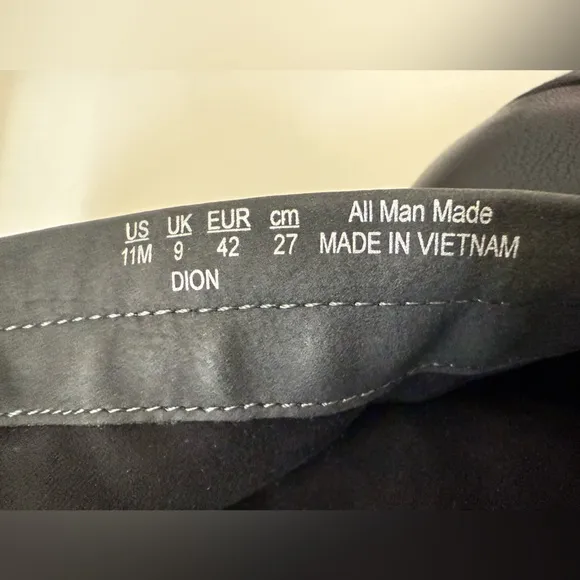 US UK EUR cm All Man Made
11M 9 42 27 MADE IN VIETNAM
DION